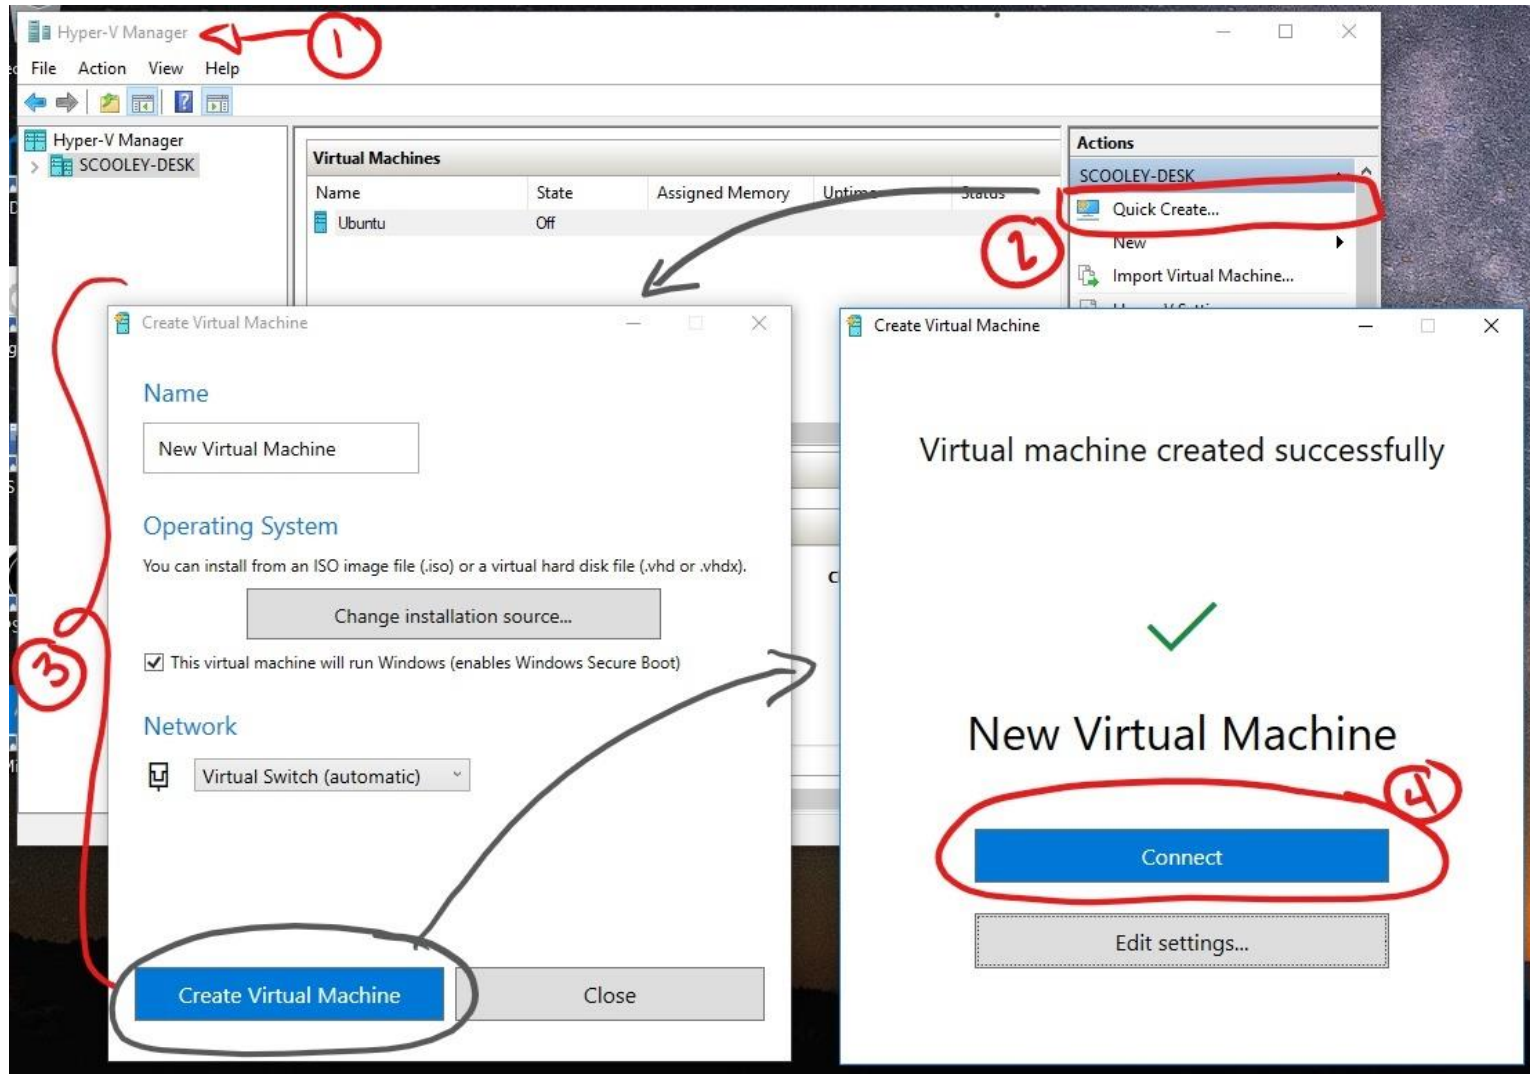 Hyper-V Manager
1
File Action View Help
Hyper-V Manager
SCOOLEY-DESK
Virtual Machines
Name State Assigned Memory Uptime Status
Ubuntu Off
Actions
SCOOLEY-DESK
Quick Create...
2
New
Import Virtual Machine...
3
Create Virtual Machine
Name
New Virtual Machine
Operating System
You can install from an ISO image file (.iso) or a virtual hard disk file (.vhd or .vhdx).
Change installation source...
This virtual machine will run Windows (enables Windows Secure Boot)
Network
Virtual Switch (automatic)
Create Virtual Machine Close
Create Virtual Machine
Virtual machine created successfully
New Virtual Machine
4
Connect
Edit settings...